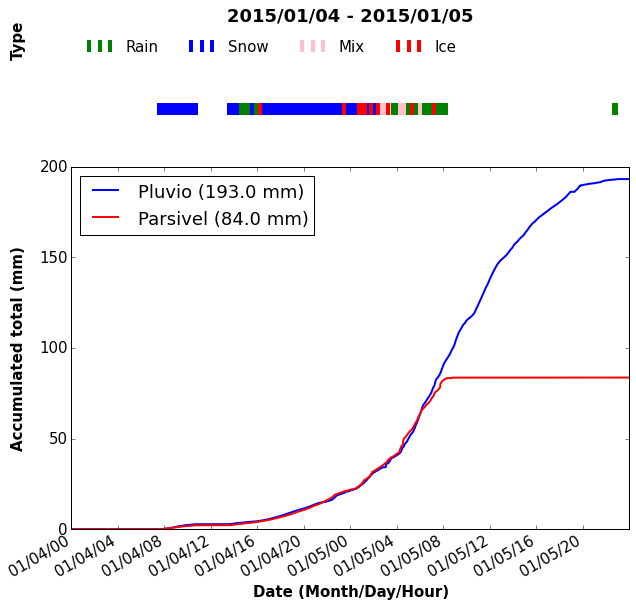 2015/01/04 - 2015/01/05
Type
Rain Snow Mix Ice
200
Pluvio (193.0 mm)
Parsivel (84.0 mm)
150
100
50
0
Accumulated total (mm)
01/04/00 01/04/04 01/04/08 01/04/12 01/04/16 01/04/20 01/05/00 01/05/04 01/05/08 01/05/12 01/05/16 01/05/20
Date (Month/Day/Hour)